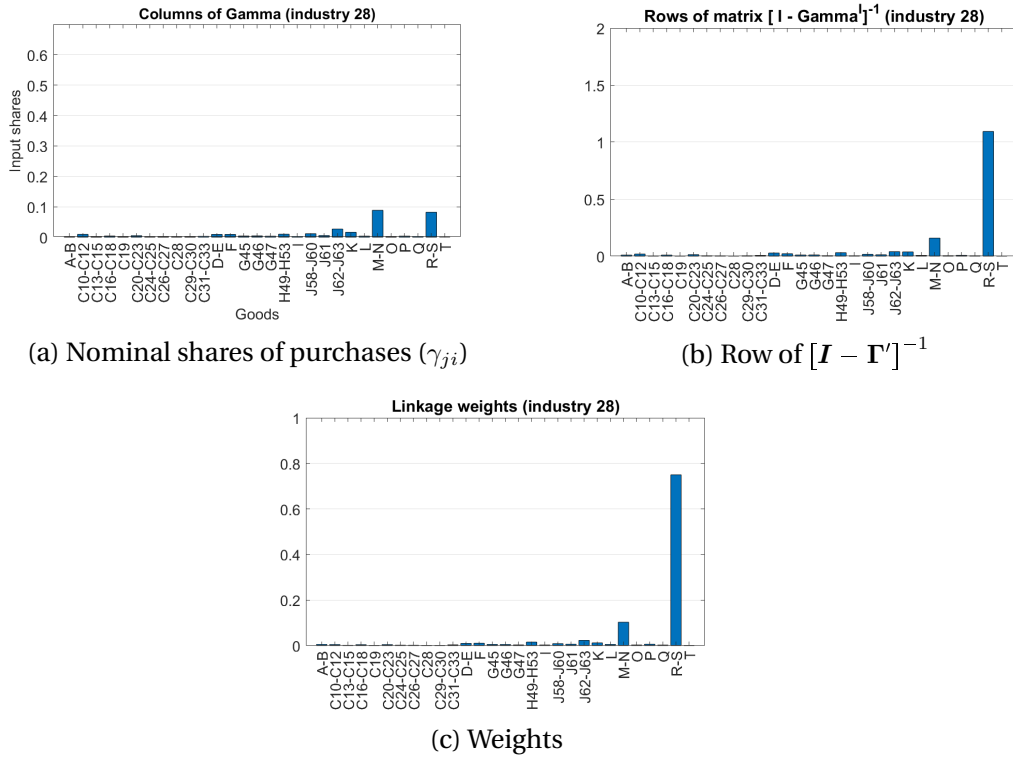 Columns of Gamma (industry 28)
Input shares
0.6
0.5
0.4
0.3
0.2
0.1
0
A-B
C10-C12
C13-C15
C16-C18
C19
C20-C23
C24-C25
C26-C27
C28
C29-C30
C31-C33
D-E
F
G45
G46
G47
H49-H53
I
J58-J60
J61
J62-J63
K
L
M-N
O
P
Q
R-S
T
Goods
(a) Nominal shares of purchases (γji)
Rows of matrix [ I - Gamma^I]^-1 (industry 28)
2
1.5
1
0.5
0
A-B
C10-C12
C13-C15
C16-C18
C19
C20-C23
C24-C25
C26-C27
C28
C29-C30
C31-C33
D-E
F
G45
G46
G47
H49-H53
I
J58-J60
J61
J62-J63
K
L
M-N
O
P
Q
R-S
T
(b) Row of [I − Γ′]^−1
Linkage weights (industry 28)
1
0.8
0.6
0.4
0.2
0
A-B
C10-C12
C13-C15
C16-C18
C19
C20-C23
C24-C25
C26-C27
C28
C29-C30
C31-C33
D-E
F
G45
G46
G47
H49-H53
I
J58-J60
J61
J62-J63
K
L
M-N
O
P
Q
R-S
T
(c) Weights